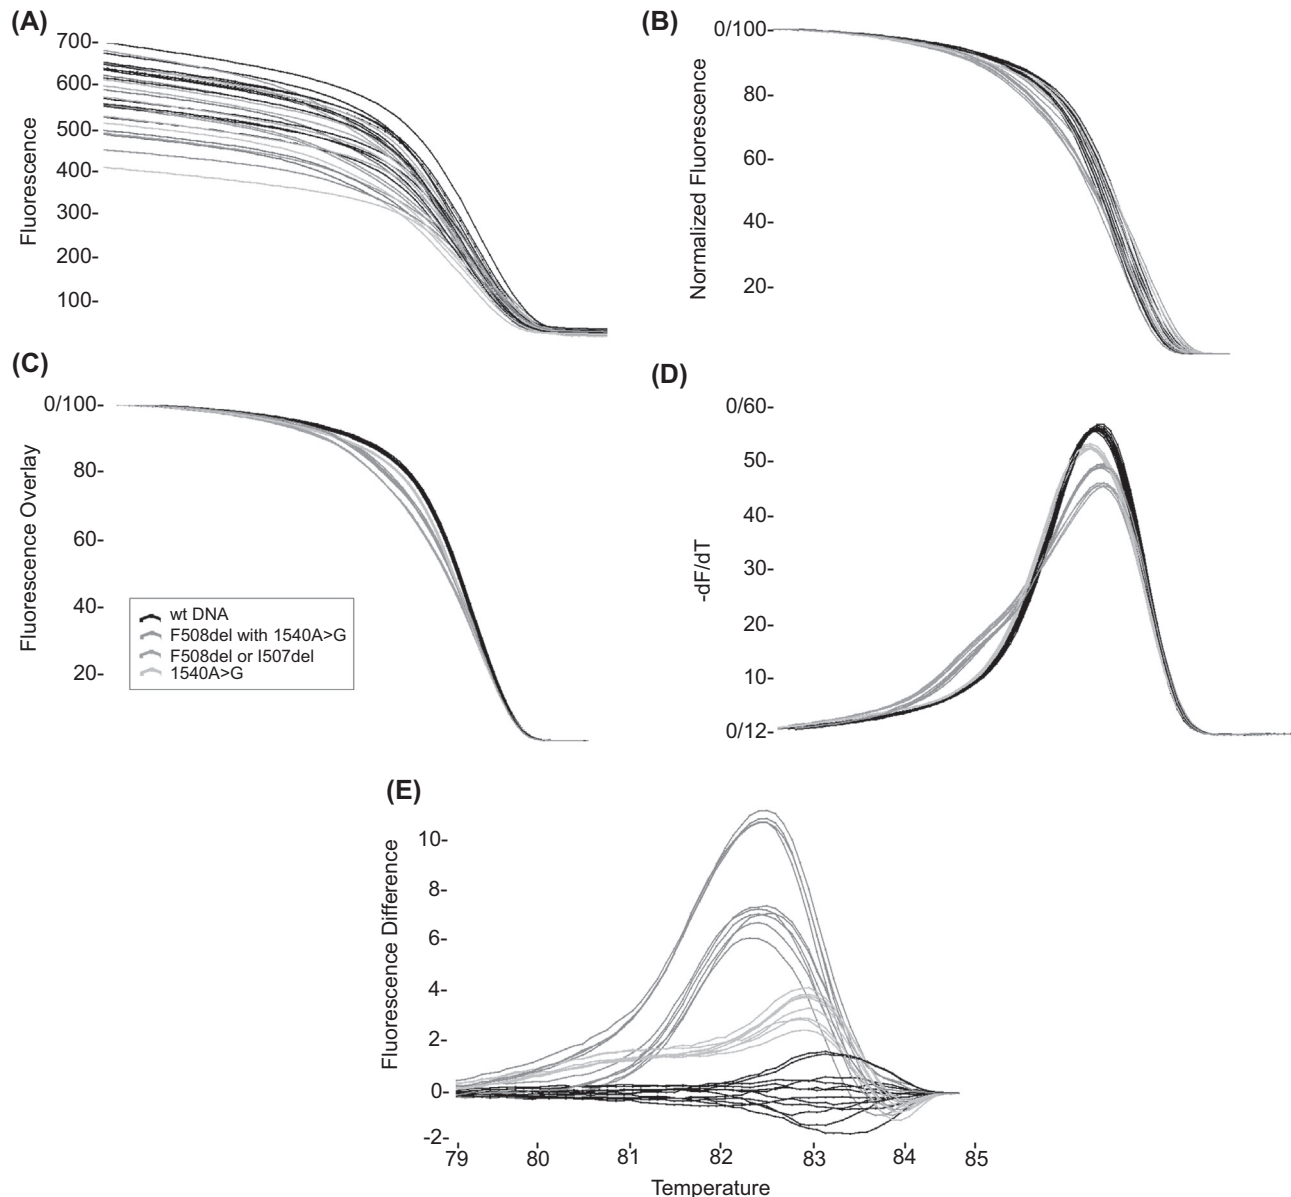 (A)
700-
600-
500-
400-
300-
200-
100-
Fluorescence
(B)
0/100-
80-
60-
40-
20-
Normalized Fluorescence
(C)
0/100-
80-
60-
40-
20-
Fluorescence Overlay
wt DNA
F508del with 1540A>G
F508del or I507del
1540A>G
(D)
0/60-
50-
40-
30-
20-
10-
0/12-
-dF/dT
(E)
10-
8-
6-
4-
2-
0-
-2-
Fluorescence Difference
79 80 81 82 83 84 85
Temperature